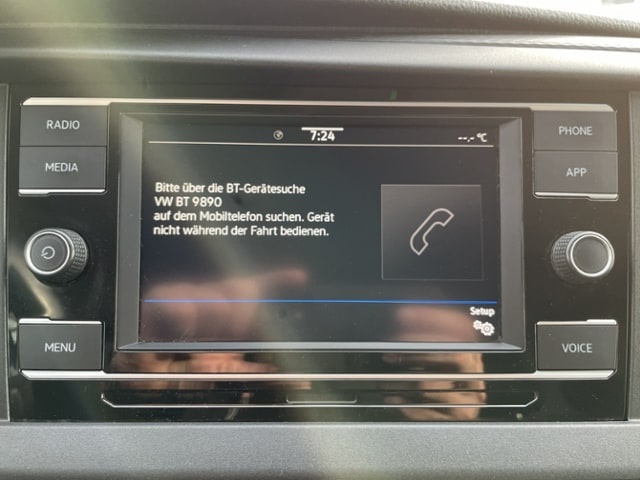 RADIO
MEDIA
MENU
7:24
--,- °C
Bitte über die BT-Gerätesuche
VW BT 9890
auf dem Mobiltelefon suchen. Gerät
nicht während der Fahrt bedienen.
Setup
PHONE
APP
VOICE